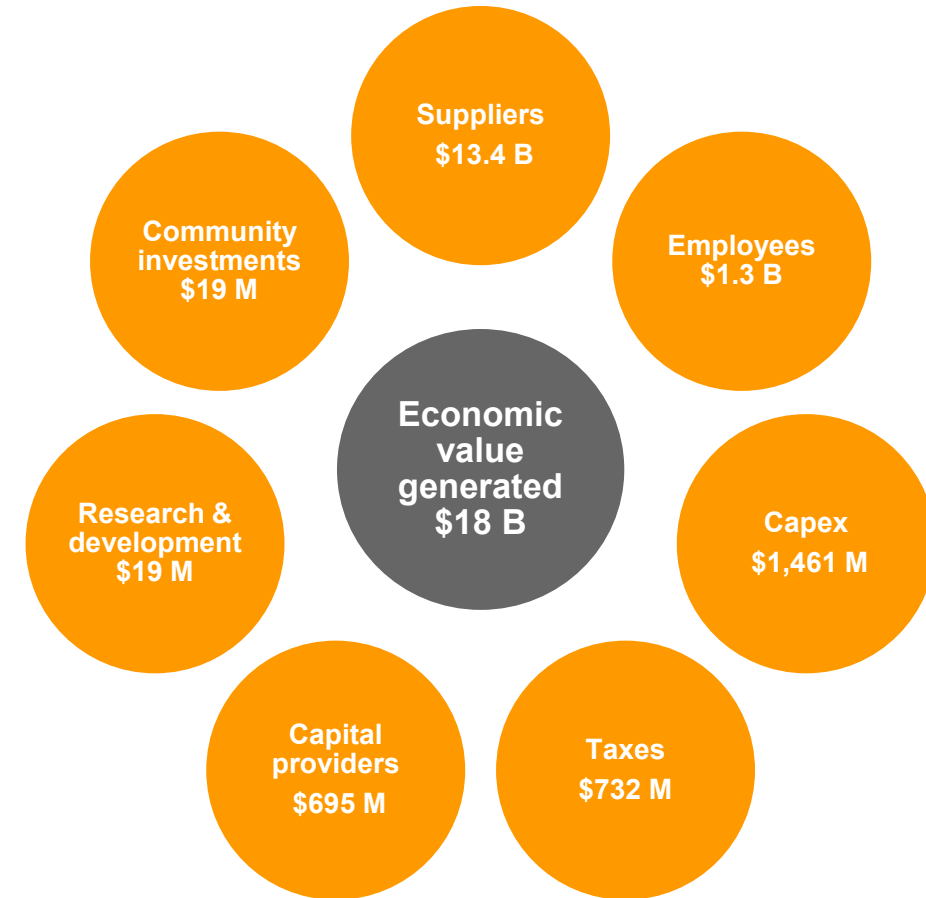 Suppliers
$13.4 B
Employees
$1.3 B
Capex
$1,461 M
Taxes
$732 M
Capital
providers
$695 M
Research &
development
$19 M
Community
investments
$19 M
Economic
value
generated
$18 B